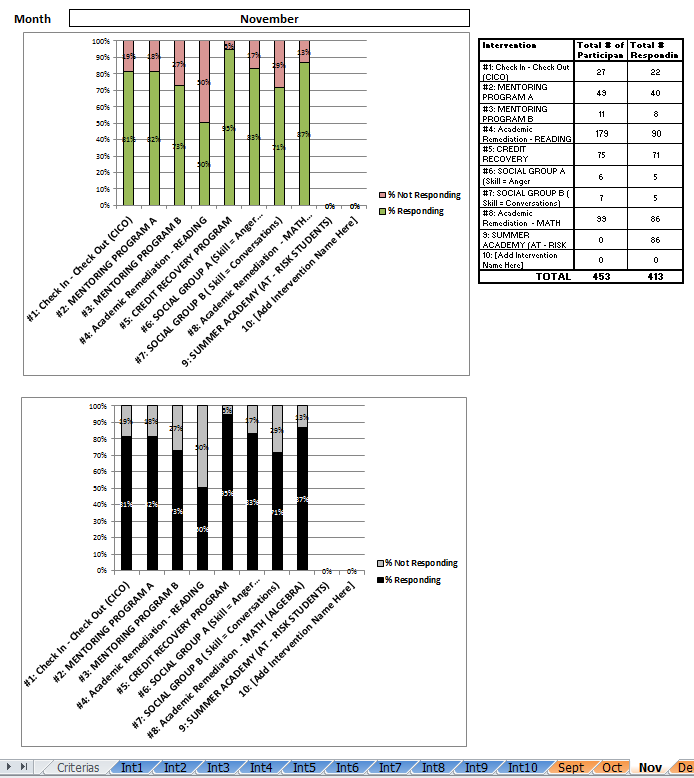 Month November
100%
90%
80%
70%
60%
50%
40%
30%
20%
10%
0%
19% 18% 27% 50% 5% 17% 29% 13%
81% 82% 73% 50% 95% 83% 71% 87% 0% 0%
% Not Responding
% Responding
#1: Check In - Check Out (CICO)
#2: MENTORING PROGRAM A
#3: MENTORING PROGRAM B
#4: Academic Remediation - READING
#5: CREDIT RECOVERY PROGRAM
#6: SOCIAL GROUP A (Skill = Anger...
#7: SOCIAL GROUP B ( Skill = Conversations)
#8: Academic Remediation - MATH...
9: SUMMER ACADEMY (AT - RISK STUDENTS)
10: [Add Intervention Name Here]
Intervention Total # of Total #
Participan Respondin
#1: Check In - Check Out
(CICO) 27 22
#2: MENTORING
PROGRAM A 49 40
#3: MENTORING
PROGRAM B 11 8
#4: Academic
Remediation - READING 179 90
#5: CREDIT
RECOVERY 75 71
#6: SOCIAL GROUP A
(Skill = Anger 6 5
#7: SOCIAL GROUP B (
Skill = Conversations) 7 5
#8: Academic
Remediation - MATH 99 86
9: SUMMER
ACADEMY (AT - RISK 0 86
10: [Add Intervention
Name Here] 0 0
TOTAL 453 413
100%
90%
80%
70%
60%
50%
40%
30%
20%
10%
0%
19% 18% 27% 50% 5% 17% 29% 13%
81% 82% 73% 50% 95% 83% 71% 87% 0% 0%
% Not Responding
% Responding
#1: Check In - Check Out (CICO)
#2: MENTORING PROGRAM A
#3: MENTORING PROGRAM B
#4: Academic Remediation - READING
#5: CREDIT RECOVERY PROGRAM
#6: SOCIAL GROUP A (Skill = Anger...
#7: SOCIAL GROUP B ( Skill = Conversations)
#8: Academic Remediation - MATH (ALGEBRA)
9: SUMMER ACADEMY (AT - RISK STUDENTS)
10: [Add Intervention Name Here]
Criterias Int1 Int2 Int3 Int4 Int5 Int6 Int7 Int8 Int9 Int10 Sept Oct Nov De